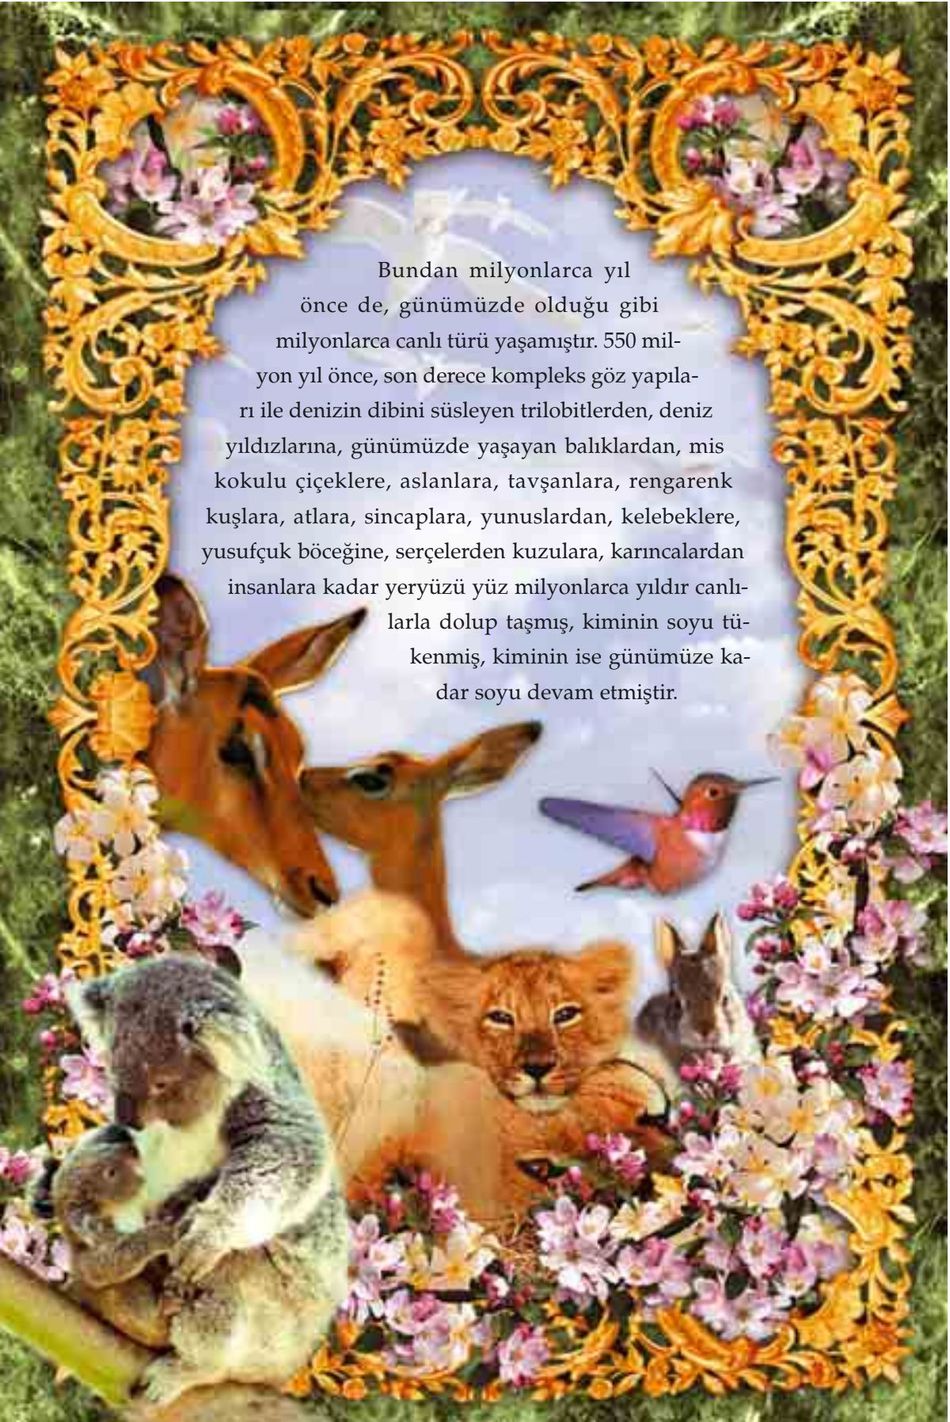 Bundan milyonlarca yıl
önce de, günümüzde olduğu gibi
milyonlarca canlı türü yaşamıştır. 550 mil-
yon yıl önce, son derece kompleks göz yapıla-
rı ile denizin dibini süsleyen trilobitlerden, deniz
yıldızlarına, günümüzde yaşayan balıklardan, mis
kokulu çiçeklere, aslanlara, tavşanlara, rengarenk
kuşlara, atlara, sincaplara, yunuslardan, kelebeklere,
yusufçuk böceğine, serçelerden kuzulara, karıncalardan
insanlara kadar yeryüzü yüz milyonlarca yıldır canlı-
larla dolup taşmış, kiminin soyu tü-
kenmiş, kiminin ise günümüze ka-
dar soyu devam etmiştir.